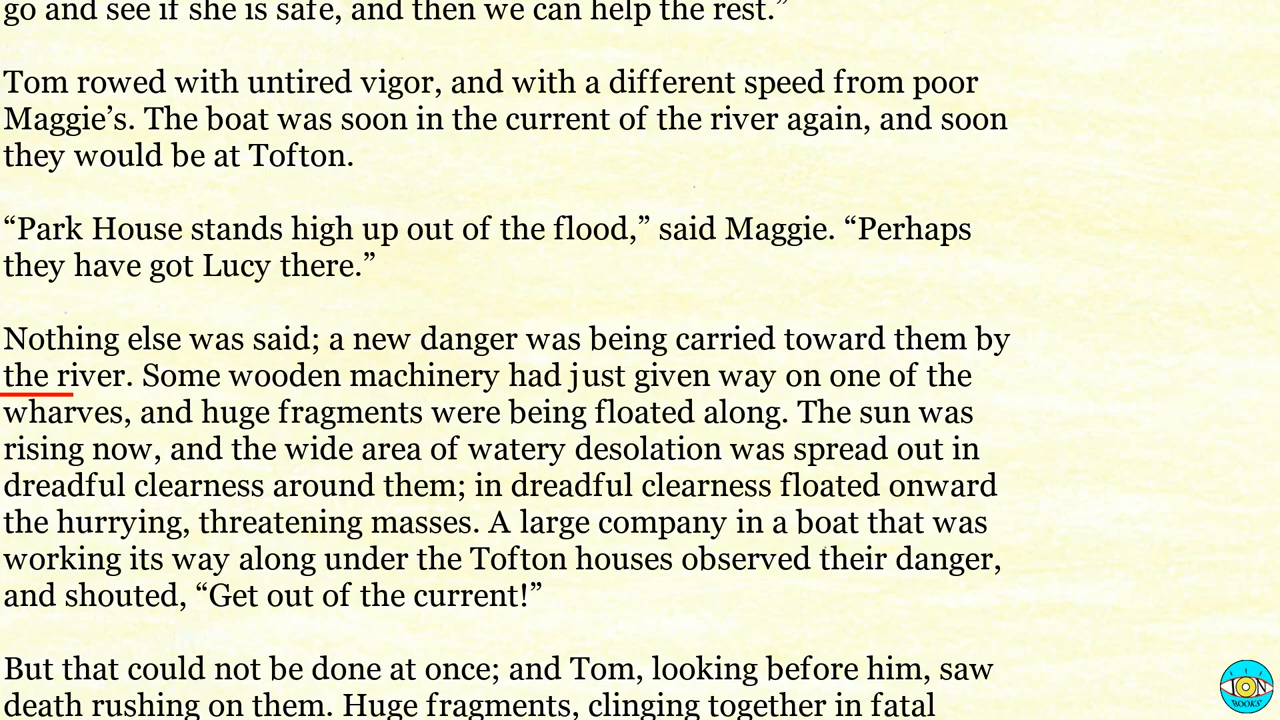 go and see if she is safe, and then we can help the rest.”
Tom rowed with untired vigor, and with a different speed from poor
Maggie’s. The boat was soon in the current of the river again, and soon
they would be at Tofton.
“Park House stands high up out of the flood,” said Maggie. “Perhaps
they have got Lucy there.”
Nothing else was said; a new danger was being carried toward them by
the river. Some wooden machinery had just given way on one of the
wharves, and huge fragments were being floated along. The sun was
rising now, and the wide area of watery desolation was spread out in
dreadful clearness around them; in dreadful clearness floated onward
the hurrying, threatening masses. A large company in a boat that was
working its way along under the Tofton houses observed their danger,
and shouted, “Get out of the current!”
But that could not be done at once; and Tom, looking before him, saw
death rushing on them. Huge fragments, clinging together in fatal
ION
BOOKS